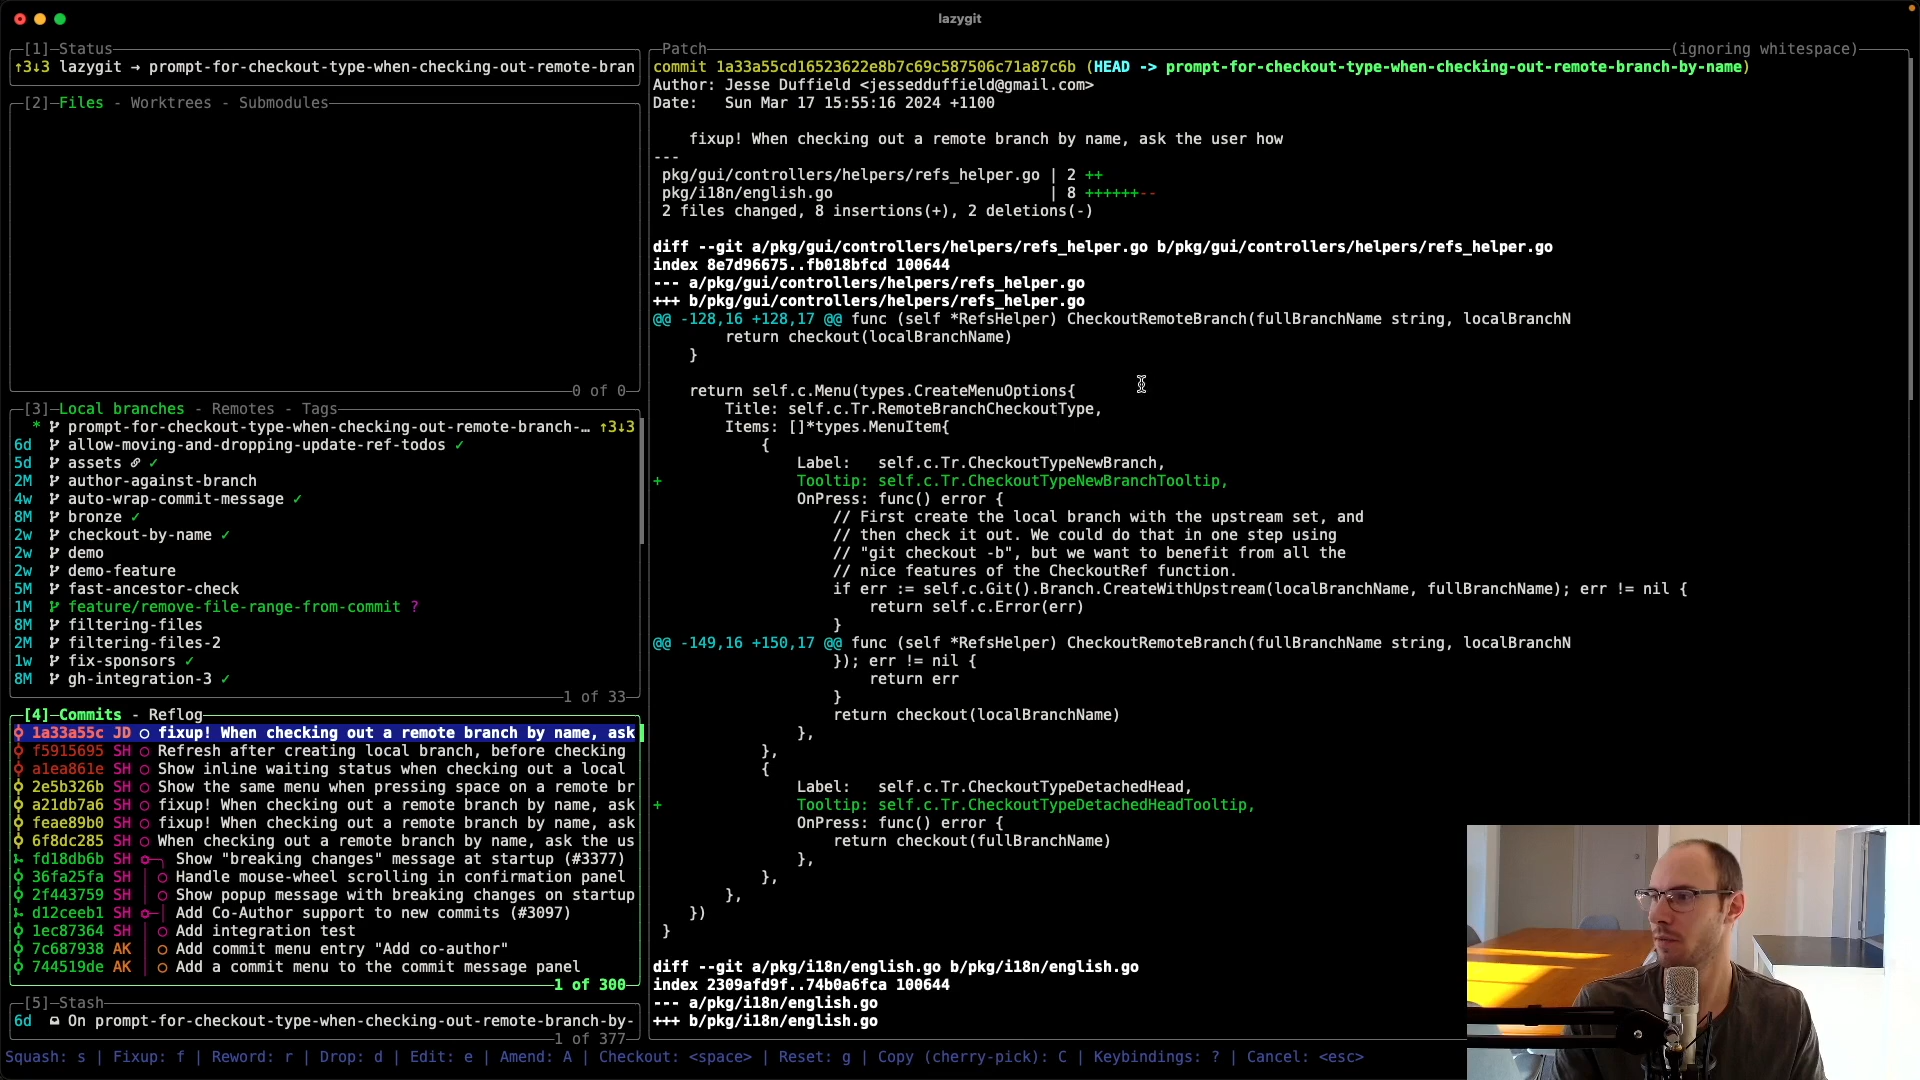 lazygit
[1]—Status
↑3↓3 lazygit → prompt-for-checkout-type-when-checking-out-remote-bran
[2]—Files - Worktrees - Submodules
0 of 0
[3]—Local branches - Remotes - Tags
* prompt-for-checkout-type-when-checking-out-remote-branch-… ↑3↓3
6d allow-moving-and-dropping-update-ref-todos ✓
5d assets ✓
2M author-against-branch
4w auto-wrap-commit-message ✓
8M bronze ✓
2w checkout-by-name ✓
2w demo
2w demo-feature
5M fast-ancestor-check
1M feature/remove-file-range-from-commit ?
8M filtering-files
2M filtering-files-2
1w fix-sponsors ✓
8M gh-integration-3 ✓
1 of 33
[4]—Commits - Reflog
1a33a55c JD ○ fixup! When checking out a remote branch by name, ask
f5915695 SH ○ Refresh after creating local branch, before checking
a1ea861e SH ○ Show inline waiting status when checking out a local
2e5b326b SH ○ Show the same menu when pressing space on a remote br
a21db7a6 SH ○ fixup! When checking out a remote branch by name, ask
feae89b0 SH ○ fixup! When checking out a remote branch by name, ask
6f8dc285 SH ○ When checking out a remote branch by name, ask the us
fd18db6b SH Show "breaking changes" message at startup (#3377)
36fa25fa SH │ ○ Handle mouse-wheel scrolling in confirmation panel
2f443759 SH │ ○ Show popup message with breaking changes on startup
d12ceeb1 SH Add Co-Author support to new commits (#3097)
1ec87364 SH │ ○ Add integration test
7c687938 AK │ ○ Add commit menu entry "Add co-author"
744519de AK │ ○ Add a commit menu to the commit message panel
1 of 300
[5]—Stash
6d On prompt-for-checkout-type-when-checking-out-remote-branch-by-
1 of 377
Patch (ignoring whitespace)
commit 1a33a55cd16523622e8b7c69c587506c71a87c6b (HEAD -> prompt-for-checkout-type-when-checking-out-remote-branch-by-name)
Author: Jesse Duffield <jessedduffield@gmail.com>
Date:   Sun Mar 17 15:55:16 2024 +1100
fixup! When checking out a remote branch by name, ask the user how
---
pkg/gui/controllers/helpers/refs_helper.go | 2 ++
pkg/i18n/english.go                        | 8 ++++++--
2 files changed, 8 insertions(+), 2 deletions(-)
diff --git a/pkg/gui/controllers/helpers/refs_helper.go b/pkg/gui/controllers/helpers/refs_helper.go
index 8e7d96675..fb018bfcd 100644
--- a/pkg/gui/controllers/helpers/refs_helper.go
+++ b/pkg/gui/controllers/helpers/refs_helper.go
@@ -128,16 +128,17 @@ func (self *RefsHelper) CheckoutRemoteBranch(fullBranchName string, localBranchN
return checkout(localBranchName)
}
return self.c.Menu(types.CreateMenuOptions{
Title: self.c.Tr.RemoteBranchCheckoutType,
Items: []*types.MenuItem{
{
Label:   self.c.Tr.CheckoutTypeNewBranch,
+ Tooltip: self.c.Tr.CheckoutTypeNewBranchTooltip,
OnPress: func() error {
// First create the local branch with the upstream set, and
// then check it out. We could do that in one step using
// "git checkout -b", but we want to benefit from all the
// nice features of the CheckoutRef function.
if err := self.c.Git().Branch.CreateWithUpstream(localBranchName, fullBranchName); err != nil {
return self.c.Error(err)
}
@@ -149,16 +150,17 @@ func (self *RefsHelper) CheckoutRemoteBranch(fullBranchName string, localBranchN
}); err != nil {
return err
}
return checkout(localBranchName)
},
},
{
Label:   self.c.Tr.CheckoutTypeDetachedHead,
+ Tooltip: self.c.Tr.CheckoutTypeDetachedHeadTooltip,
OnPress: func() error {
return checkout(fullBranchName)
},
},
},
})
}
diff --git a/pkg/i18n/english.go b/pkg/i18n/english.go
index 2309afd9f..74b0a6fca 100644
--- a/pkg/i18n/english.go
+++ b/pkg/i18n/english.go
Squash: s | Fixup: f | Reword: r | Drop: d | Edit: e | Amend: A | Checkout: <space> | Reset: g | Copy (cherry-pick): C | Keybindings: ? | Cancel: <esc>